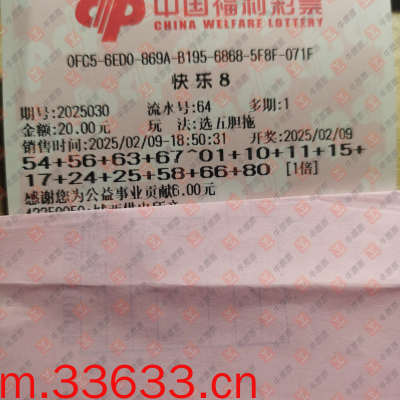 中国福利彩票
CHINA WELFARE LOTTERY
0FC5-6ED0-869A-B195-6868-5F8F-071F
快乐8
期号:2025030 流水号:64 多期:1
金额:20.00元 玩 法:选五胆拖
销售时间:2025/02/09-18:50:31 开奖:2025/02/09
54+56+63+67^01+10+11+15+
17+24+25+58+66+80 [1倍]
感谢您为公益事业贡献6.00元
m.33633.cn